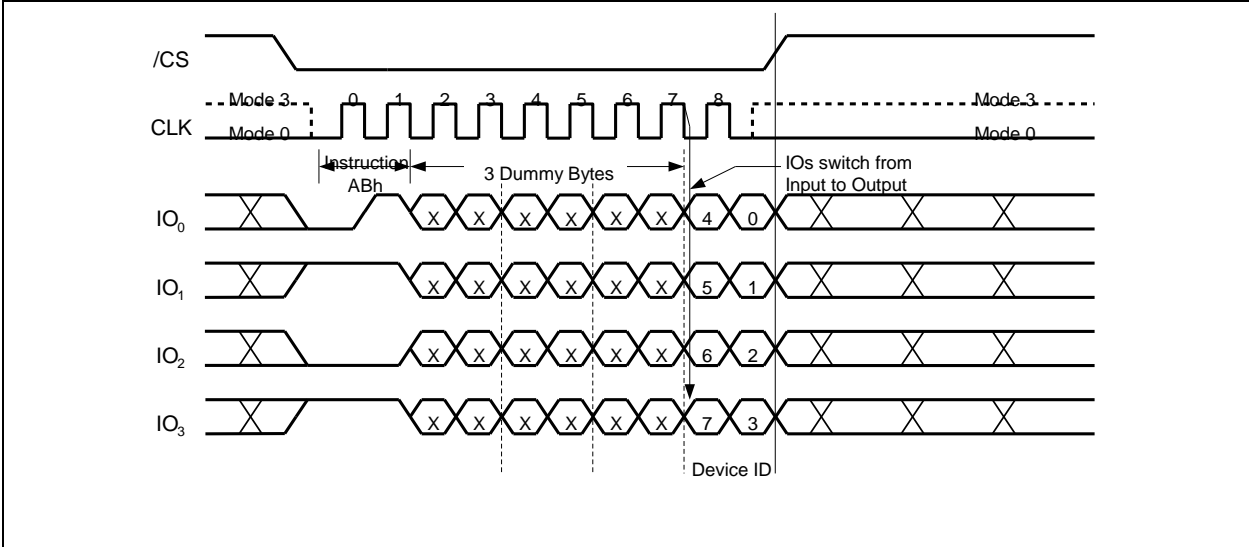 /CS
Mode 3 0 1 2 3 4 5 6 7 8 Mode 3
CLK
Mode 0 Mode 0
Instruction
ABh
3 Dummy Bytes
IOs switch from
Input to Output
IO0 X X X X X X 4 0
IO1 X X X X X X 5 1
IO2 X X X X X X 6 2
IO3 X X X X X X 7 3
Device ID